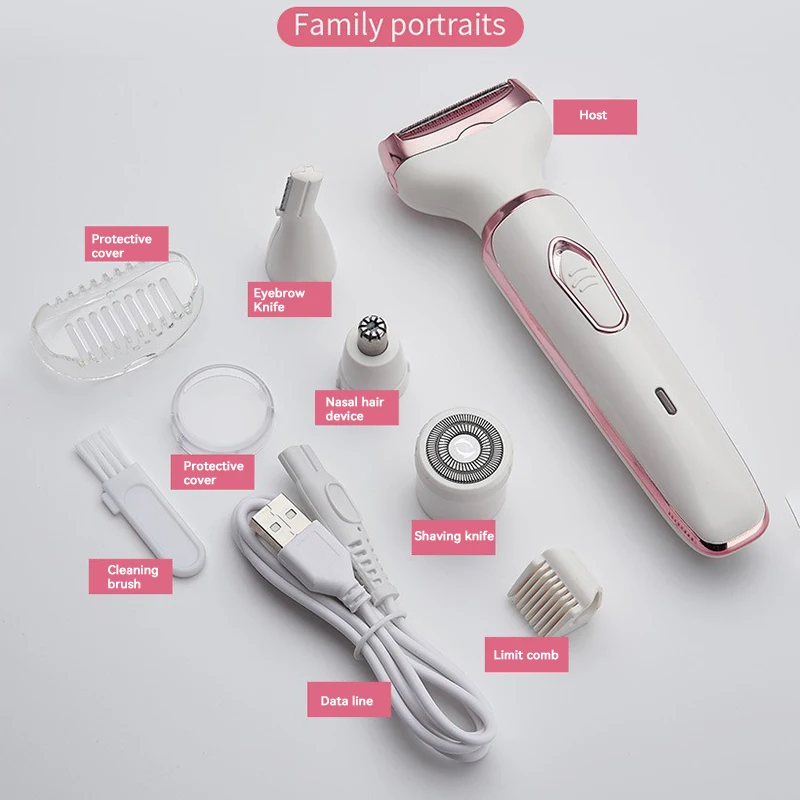 Family portraits
Host
Protective
cover
Eyebrow
Knife
Nasal hair
device
Protective
cover
Shaving knife
Cleaning
brush
Limit comb
Data line